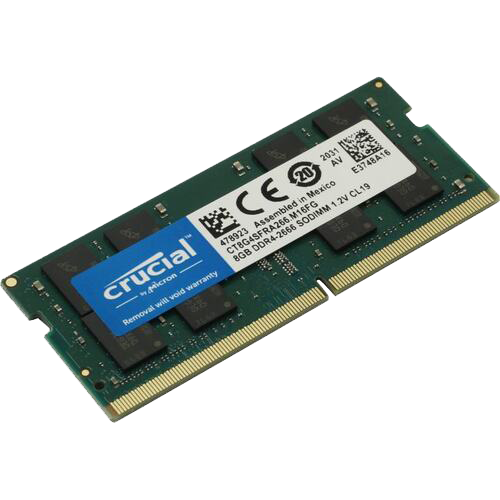 crucial™
by Micron
Removal will void warranty
CE
20
2031
AV
E3748A16
478923 Assembled in Mexico
CT8G4SFRA266.M16FG
8GB DDR4-2666 SODIMM 1.2V CL19